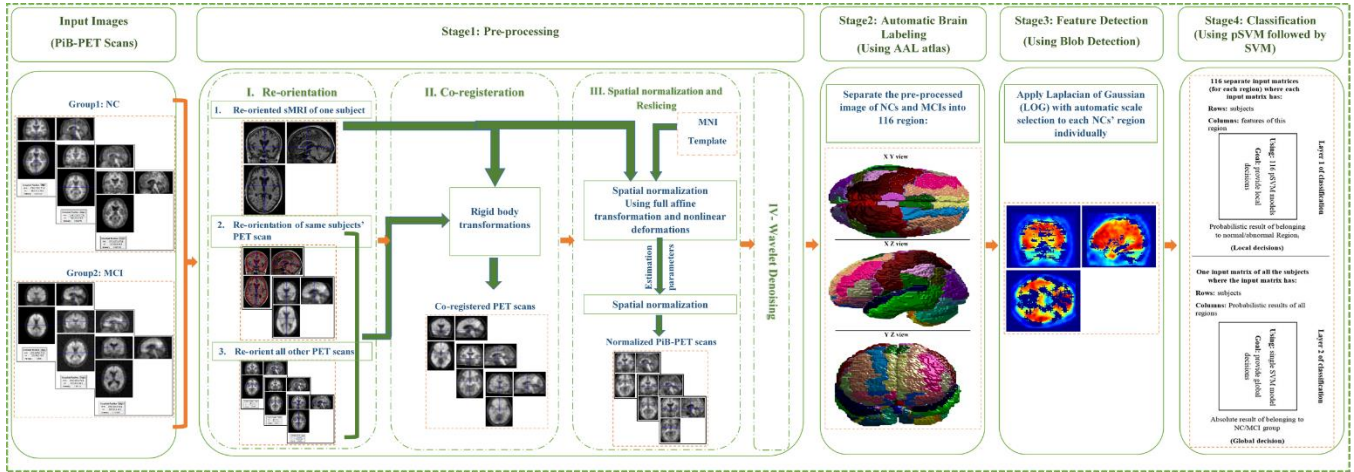 Input Images
(PiB-PET Scans)
Group1: NC
Group2: MCI
Stage1: Pre-processing
I. Re-orientation
1. Re-oriented sMRI of one subject
2. Re-orientation of same subjects'
PET scan
3. Re-orient all other PET scans
II. Co-registeration
Rigid body
transformations
Co-registered PET scans
III. Spatial normalization and
Reslicing
MNI
Template
Spatial normalization
Using full affine
transformation and nonlinear
deformations
Estimation
parameters
Spatial normalization
Normalized PiB-PET scans
IV- Wavelet Denoising
Stage2: Automatic Brain
Labeling
(Using AAL atlas)
Separate the pre-processed
image of NCs and MCIs into
116 region:
X Y view
X Z view
Y Z view
Stage3: Feature Detection
(Using Blob Detection)
Apply Laplacian of Gaussian
(LOG) with automatic scale
selection to each NCs' region
individually
Stage4: Classification
(Using pSVM followed by
SVM)
116 separate input matrices
(for each region) where each
input matrix has:
Rows: subjects
Columns: features of this
region
Using: 116 pSVM models
Goal: provide local
decisions
Layer 1 of classification
Probabilistic result of belonging
to normal/abnormal Region.
(Local decisions)
One input matrix of all the subjects
where the input matrix has:
Rows: subjects
Columns: Probabilistic results of all
regions
Using: single SVM model
Goal: provide global
decisions
Layer 2 of classification
Absolute result of belonging to
NC/MCI group
(Global decision)